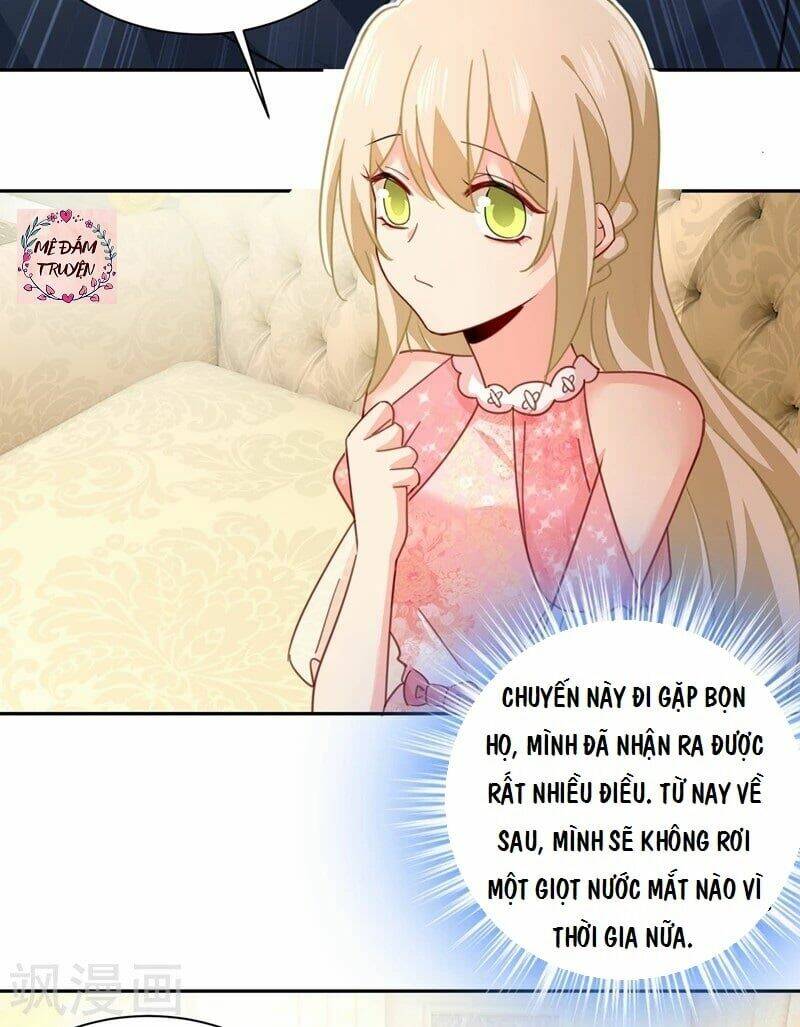 MÊ ĐẮM
TRUYỆN
CHUYẾN NÀY ĐI GẶP BỌN
HỌ, MÌNH ĐÃ NHẬN RA ĐƯỢC
RẤT NHIỀU ĐIỀU. TỪ NAY VỀ
SAU, MÌNH SẼ KHÔNG RƠI
MỘT GIỌT NƯỚC MẮT NÀO VÌ
THỜI GIA NỮA.
飒漫画